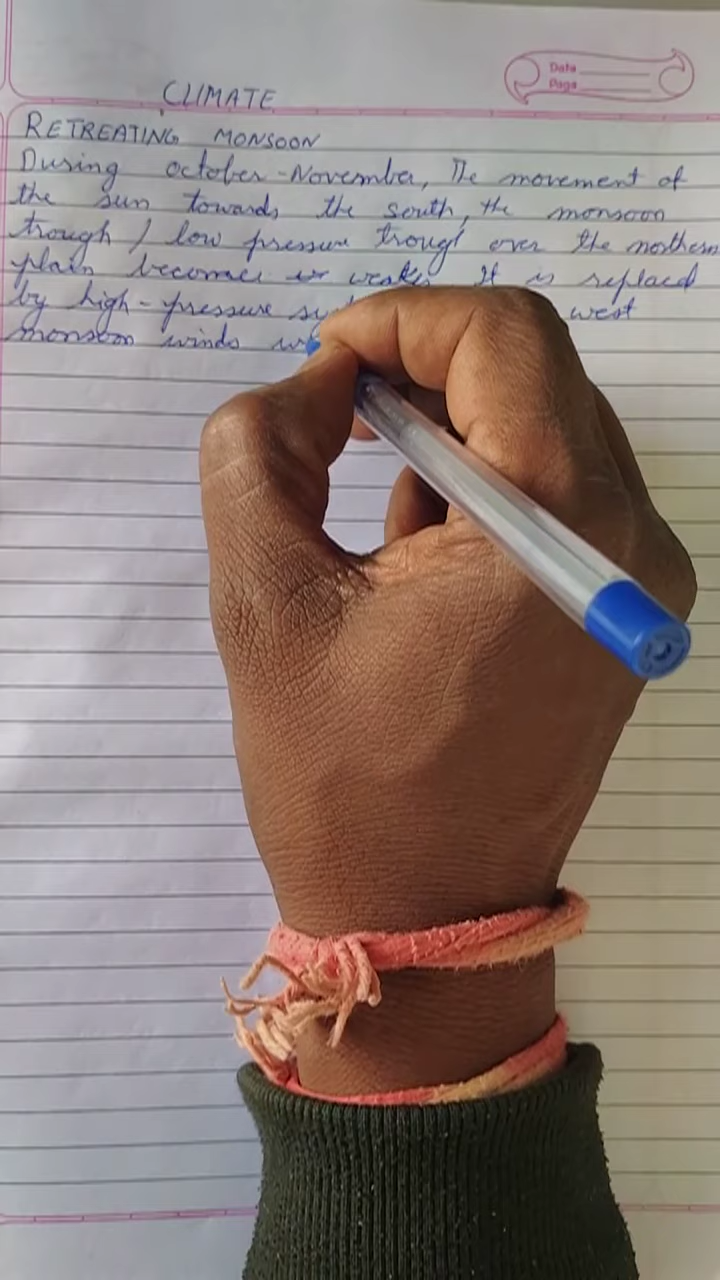 Date
Page
CLIMATE
RETREATING MONSOON
During october-November, The movement of
the sun towards the south, the monsoon
trough / low pressure trough over the northern
plain becomes weaker It is replaced
by high-pressure west
monsoon winds